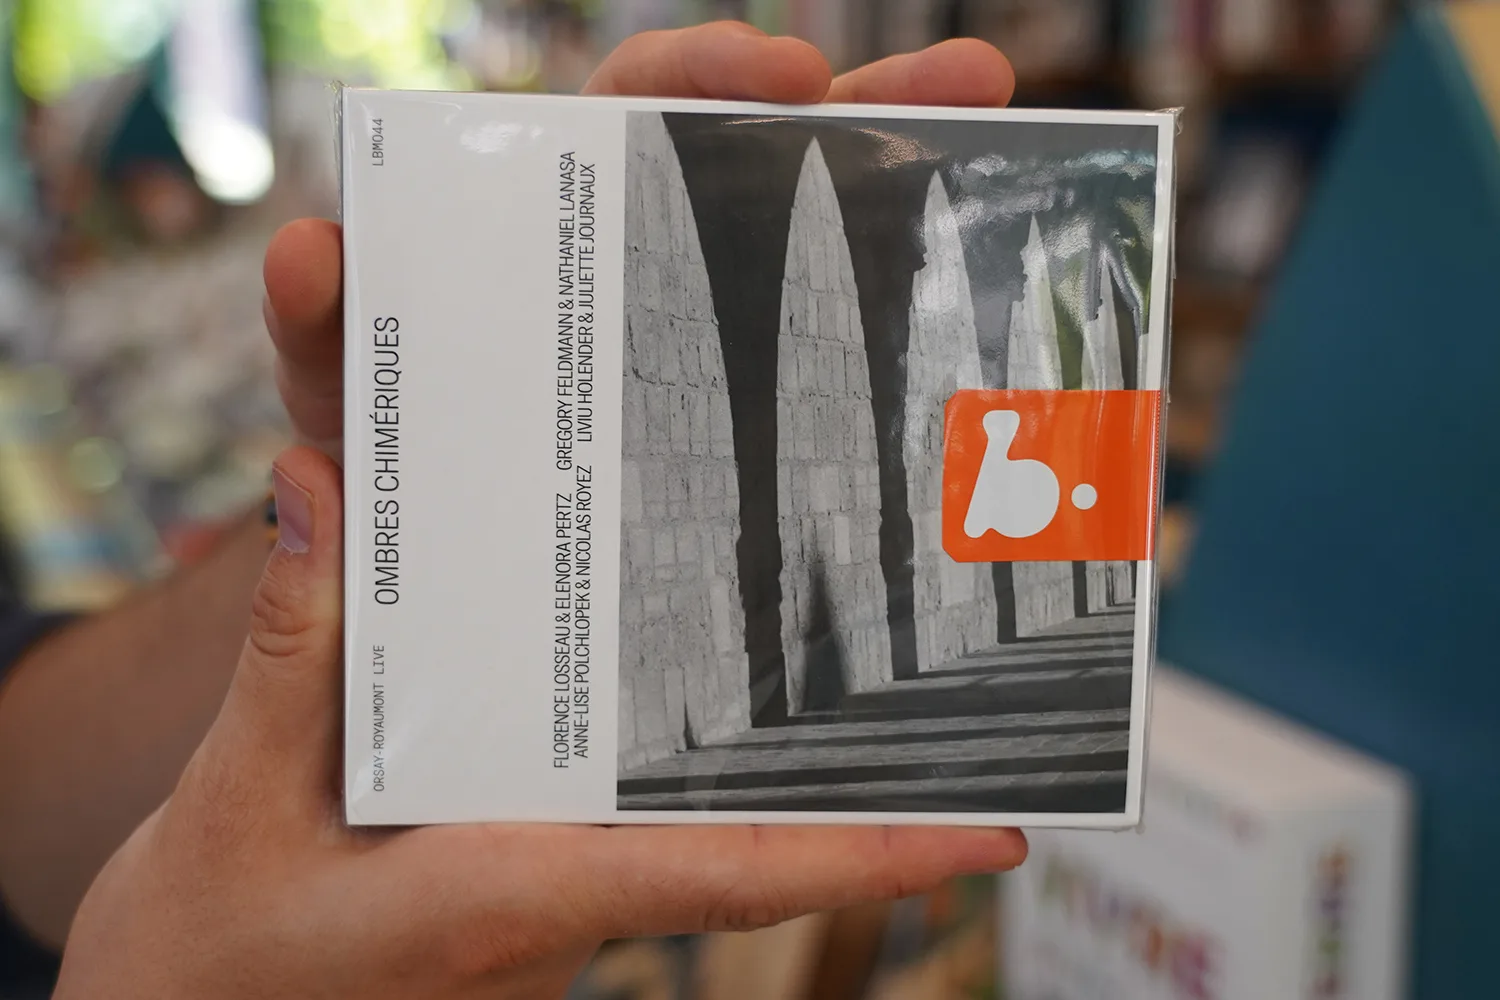 ORSAY-ROYAUMONT LIVE
LBM044
OMBRES CHIMÉRIQUES
FLORENCE LOSSEAU & ELENORA PERTZ GREGORY FELDMANN & NATHANIEL LANASA
ANNE-LISE POLCHLOPEK & NICOLAS ROYEZ LIVIU HOLENDER & JULIETTE JOURNAUX
b.